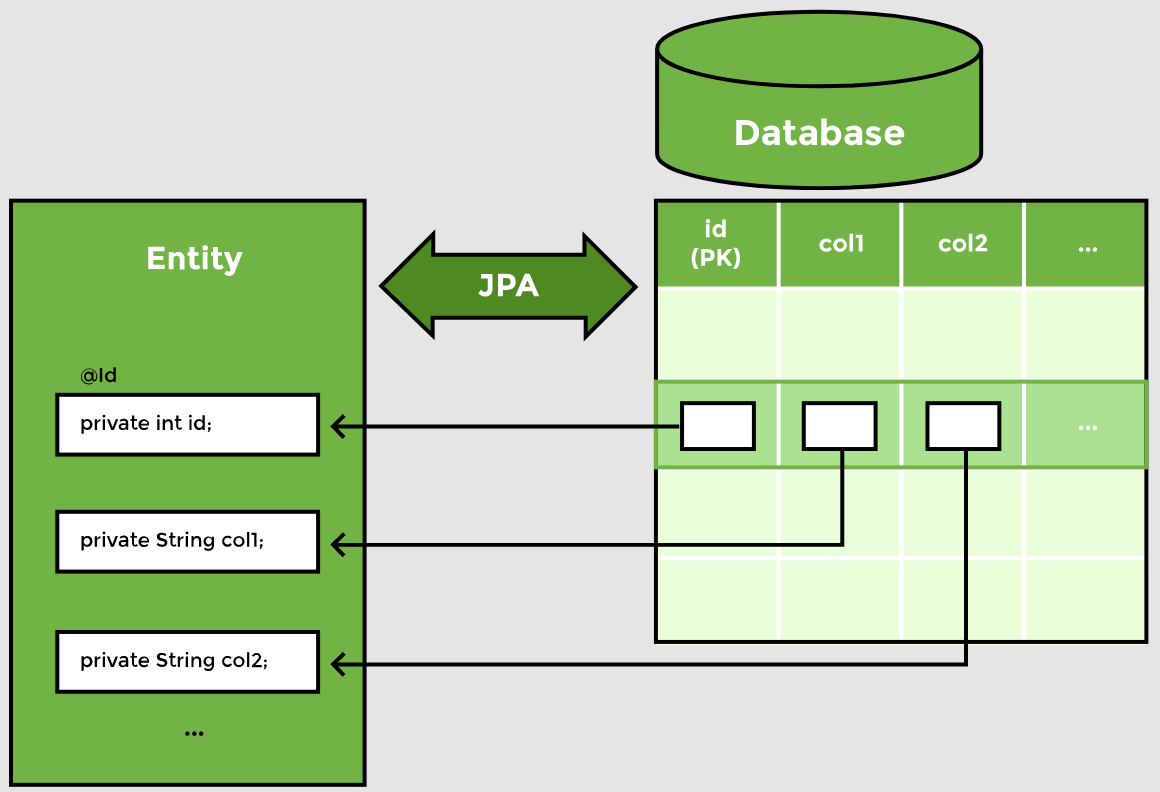 Database
Entity
JPA
id
(PK)
col1
col2
...
@Id
private int id;
private String col1;
private String col2;
...
...